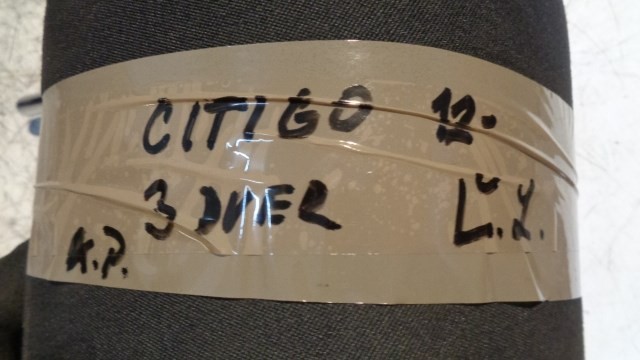 CITIGO 12.
3 DVER Ľ.Z.
A.P.